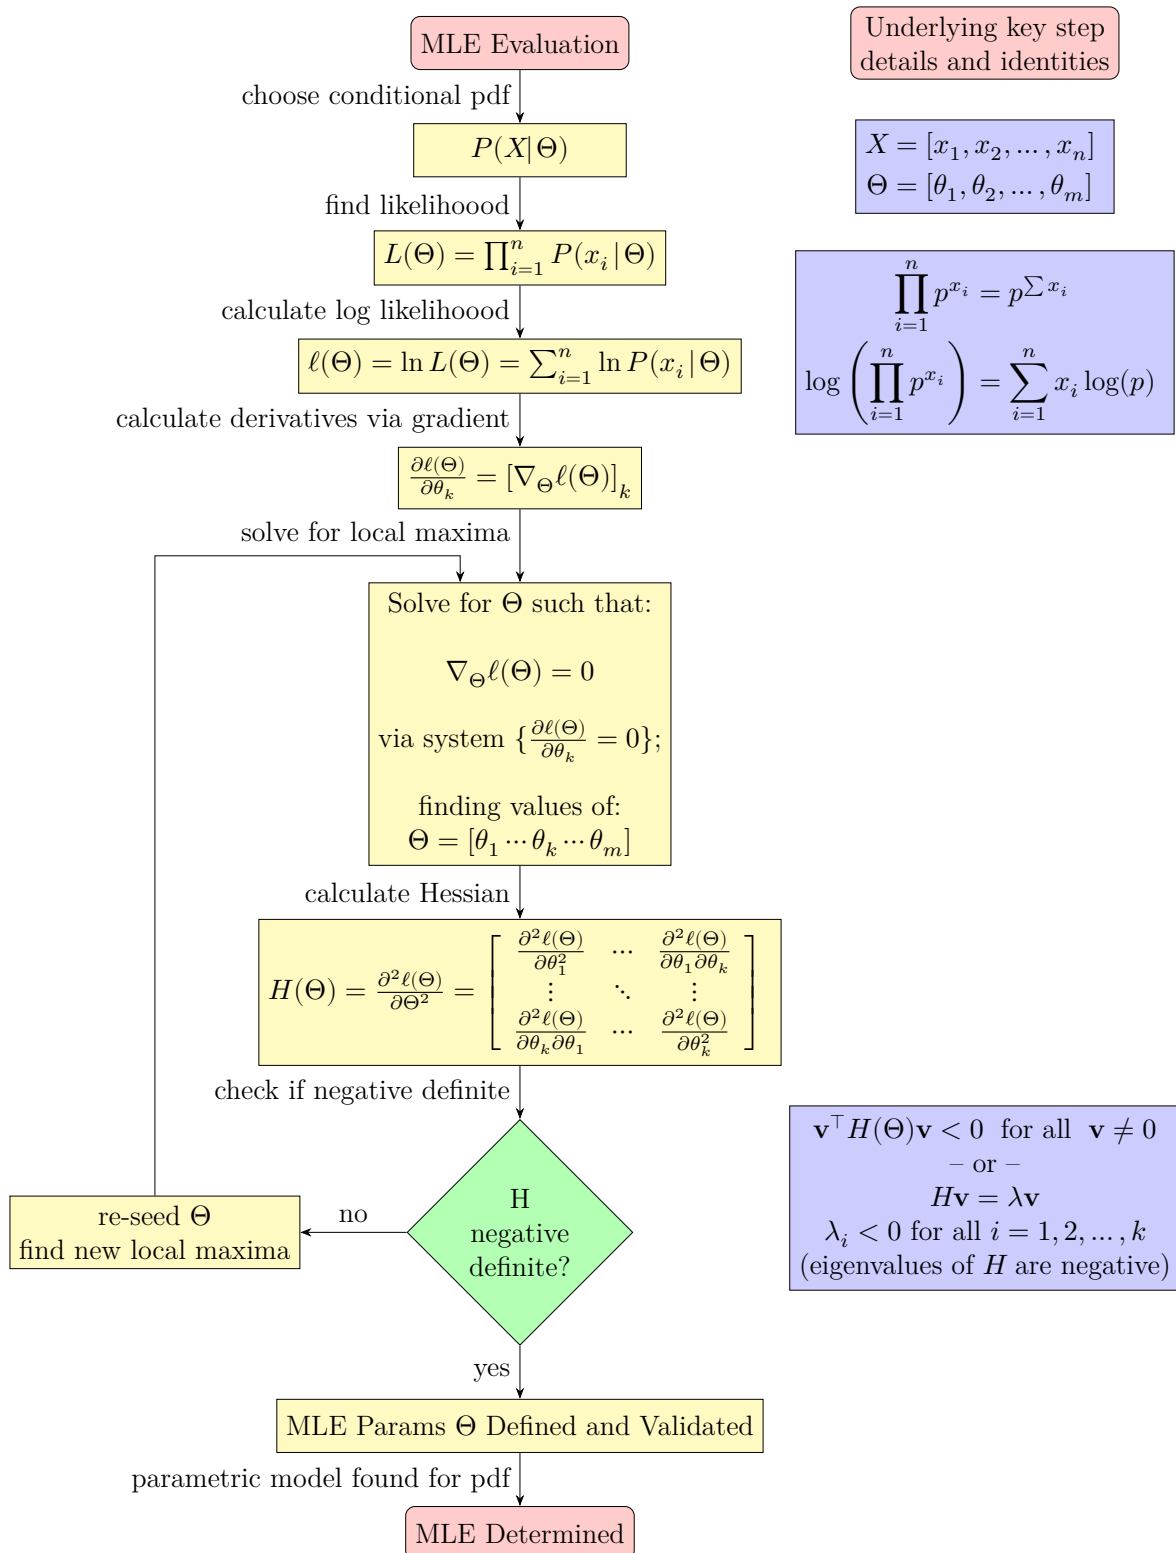 MLE Evaluation
choose conditional pdf
P(X|Θ)
find likelihoood
L(Θ) = ∏_{i=1}^{n} P(x_i | Θ)
calculate log likelihoood
ℓ(Θ) = ln L(Θ) = ∑_{i=1}^{n} ln P(x_i | Θ)
calculate derivatives via gradient
∂ℓ(Θ)/∂θ_k = [∇_Θ ℓ(Θ)]_k
solve for local maxima
Solve for Θ such that:
∇_Θ ℓ(Θ) = 0
via system {∂ℓ(Θ)/∂θ_k = 0};
finding values of:
Θ = [θ_1 ⋯ θ_k ⋯ θ_m]
calculate Hessian
H(Θ) = ∂²ℓ(Θ)/∂Θ² = [ ∂²ℓ(Θ)/∂θ_1² ⋯ ∂²ℓ(Θ)/∂θ_1∂θ_k
⋮ ⋱ ⋮
∂²ℓ(Θ)/∂θ_k∂θ_1 ⋯ ∂²ℓ(Θ)/∂θ_k² ]
check if negative definite
H
negative
definite?
no
re-seed Θ
find new local maxima
yes
MLE Params Θ Defined and Validated
parametric model found for pdf
MLE Determined
Underlying key step
details and identities
X = [x_1, x_2, … , x_n]
Θ = [θ_1, θ_2, … , θ_m]
∏_{i=1}^{n} p^{x_i} = p^{∑ x_i}
log (∏_{i=1}^{n} p^{x_i}) = ∑_{i=1}^{n} x_i log(p)
v^⊤ H(Θ)v < 0 for all v ≠ 0
– or –
Hv = λv
λ_i < 0 for all i = 1, 2, … , k
(eigenvalues of H are negative)